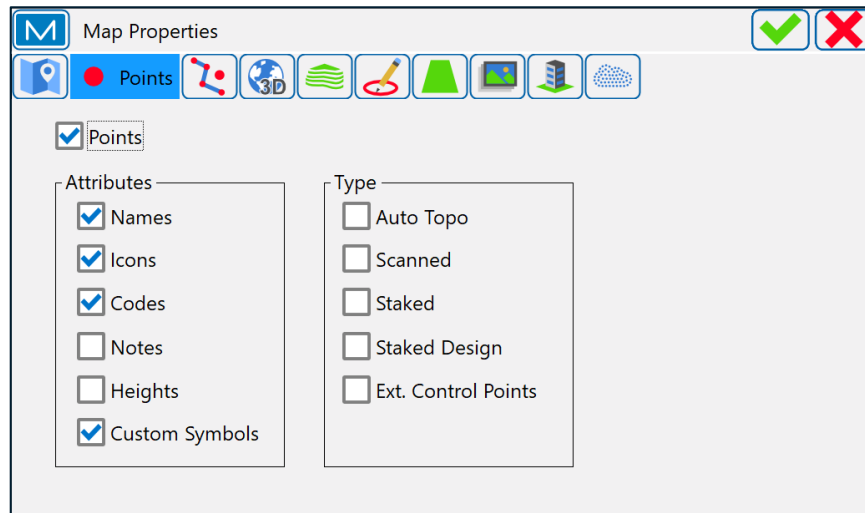 Map Properties
Points
3D
Points
Attributes
Names
Icons
Codes
Notes
Heights
Custom Symbols
Type
Auto Topo
Scanned
Staked
Staked Design
Ext. Control Points